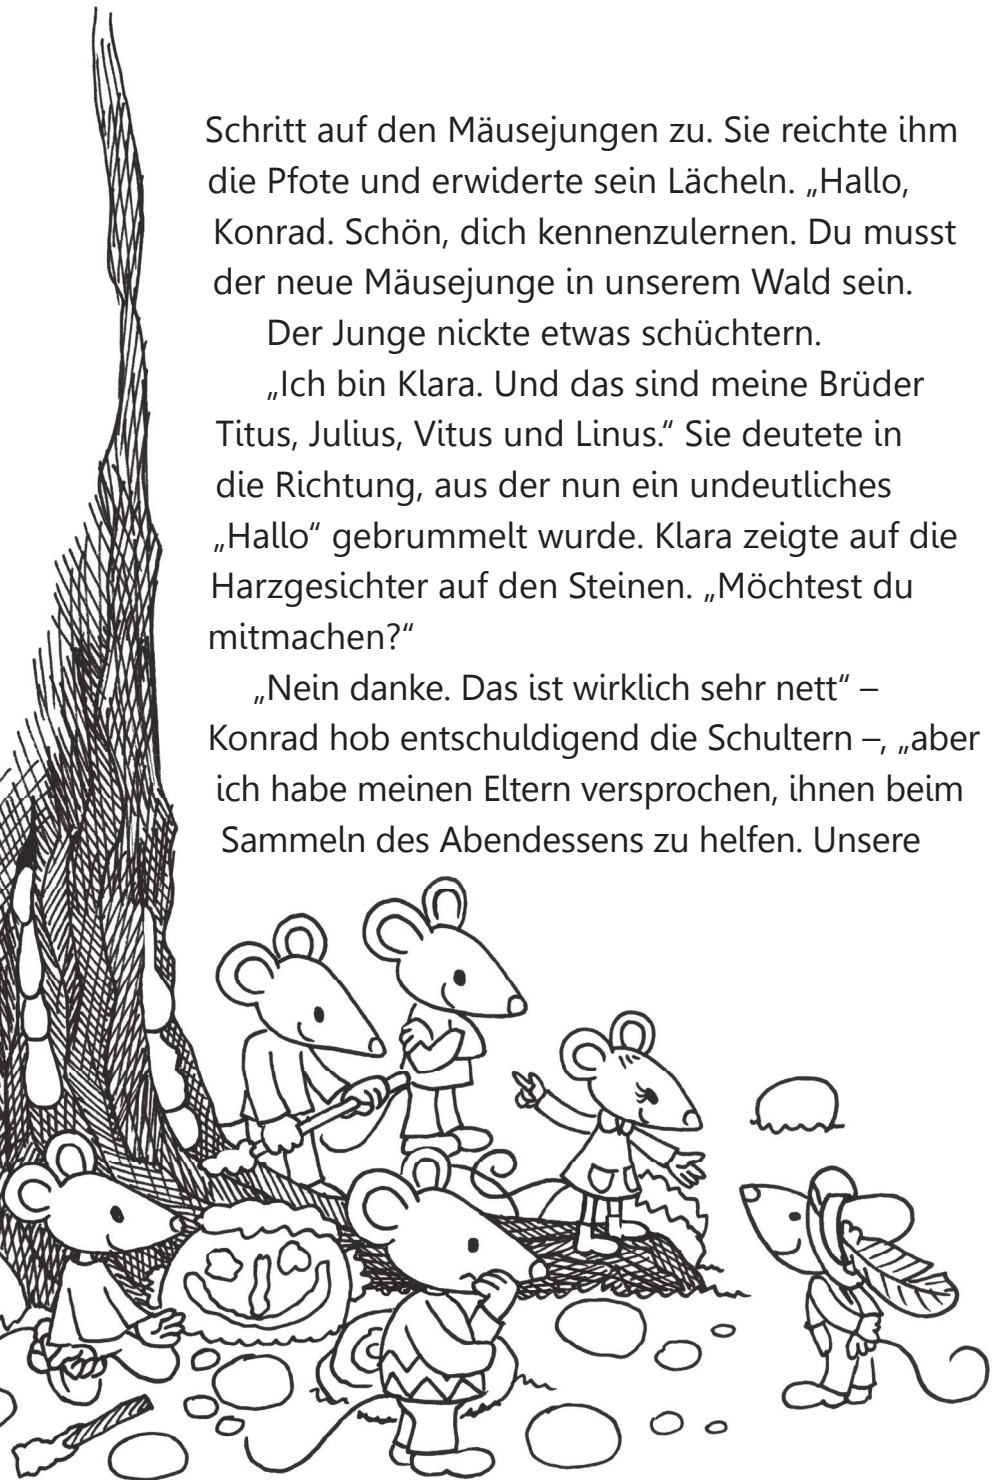 Schritt auf den Mäusejungen zu. Sie reichte ihm
die Pfote und erwiderte sein Lächeln. „Hallo,
Konrad. Schön, dich kennenzulernen. Du musst
der neue Mäusejunge in unserem Wald sein.
Der Junge nickte etwas schüchtern.
„Ich bin Klara. Und das sind meine Brüder
Titus, Julius, Vitus und Linus.“ Sie deutete in
die Richtung, aus der nun ein undeutliches
„Hallo“ gebrummelt wurde. Klara zeigte auf die
Harzgesichter auf den Steinen. „Möchtest du
mitmachen?“
„Nein danke. Das ist wirklich sehr nett“ –
Konrad hob entschuldigend die Schultern –, „aber
ich habe meinen Eltern versprochen, ihnen beim
Sammeln des Abendessens zu helfen. Unsere